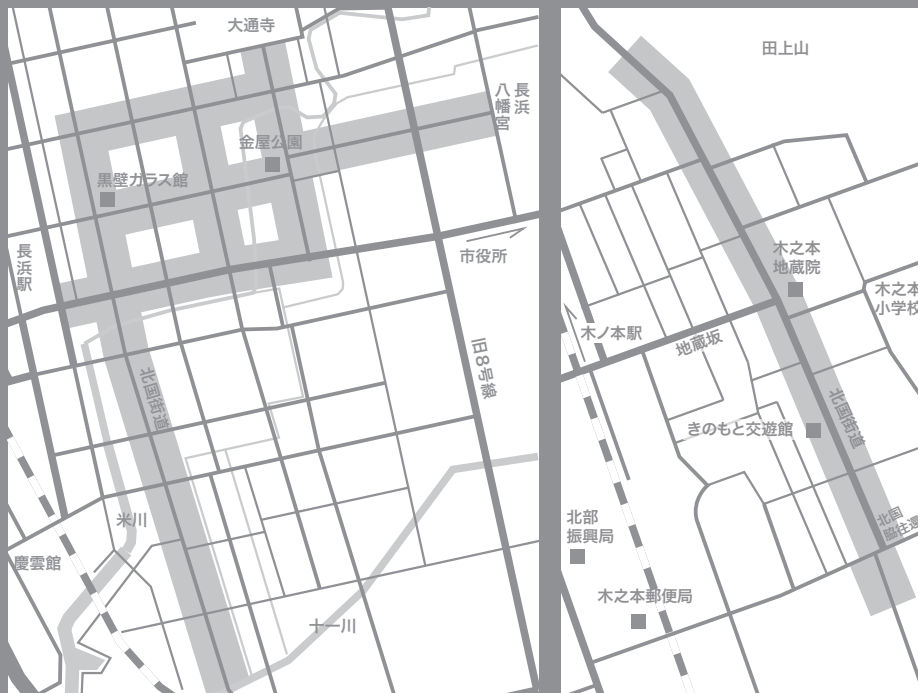 大通寺
長浜
八幡宮
金屋公園
黒壁ガラス館
長浜駅
市役所
北国街道
旧8号線
米川
慶雲館
十一川
田上山
木之本
地蔵院
木之本
小学校
木ノ本駅
地蔵坂
きのもと交遊館
北国街道
北国
脇往還
北部
振興局
木之本郵便局